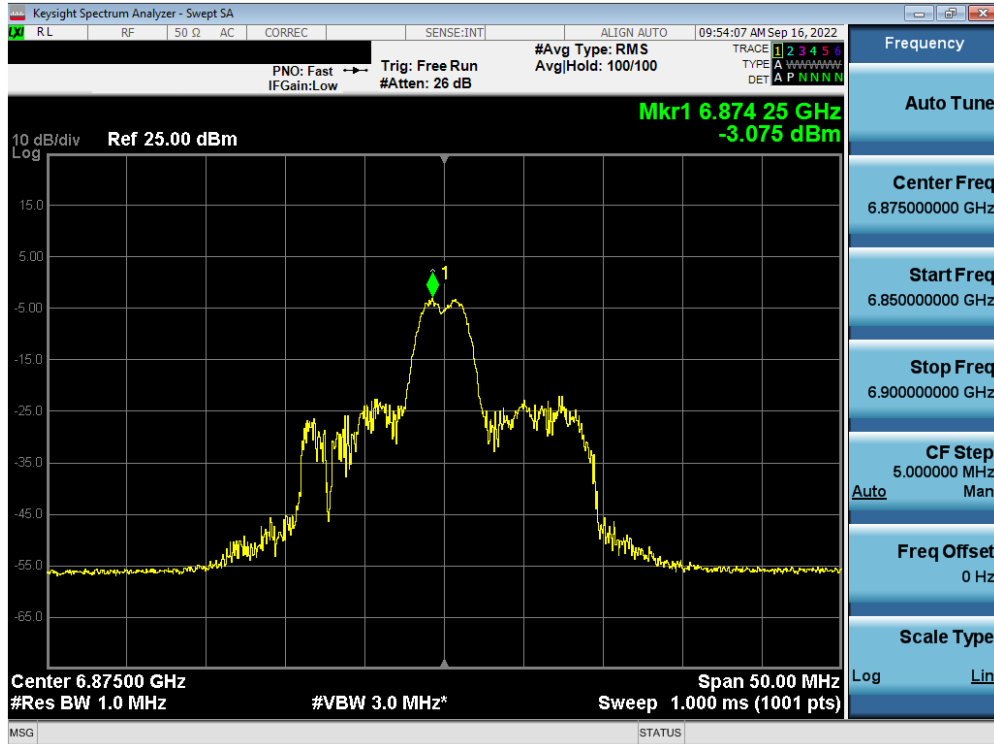 Keysight Spectrum Analyzer - Swept SA
LXI RL RF 50 Ω AC CORREC SENSE:INT ALIGN AUTO 09:54:07 AM Sep 16, 2022
PNO: Fast
IFGain:Low
Trig: Free Run
#Atten: 26 dB
#Avg Type: RMS
Avg|Hold: 100/100
TRACE 1 2 3 4 5 6
TYPE A WWWWW
DET A P N N N N
Mkr1 6.874 25 GHz
-3.075 dBm
10 dB/div Ref 25.00 dBm
Log
15.0
5.00
-5.00
-15.0
-25.0
-35.0
-45.0
-55.0
-65.0
1
Center 6.87500 GHz Span 50.00 MHz
#Res BW 1.0 MHz #VBW 3.0 MHz* Sweep 1.000 ms (1001 pts)
MSG STATUS
Frequency
Auto Tune
Center Freq
6.875000000 GHz
Start Freq
6.850000000 GHz
Stop Freq
6.900000000 GHz
CF Step
5.000000 MHz
Auto Man
Freq Offset
0 Hz
Scale Type
Log Lin